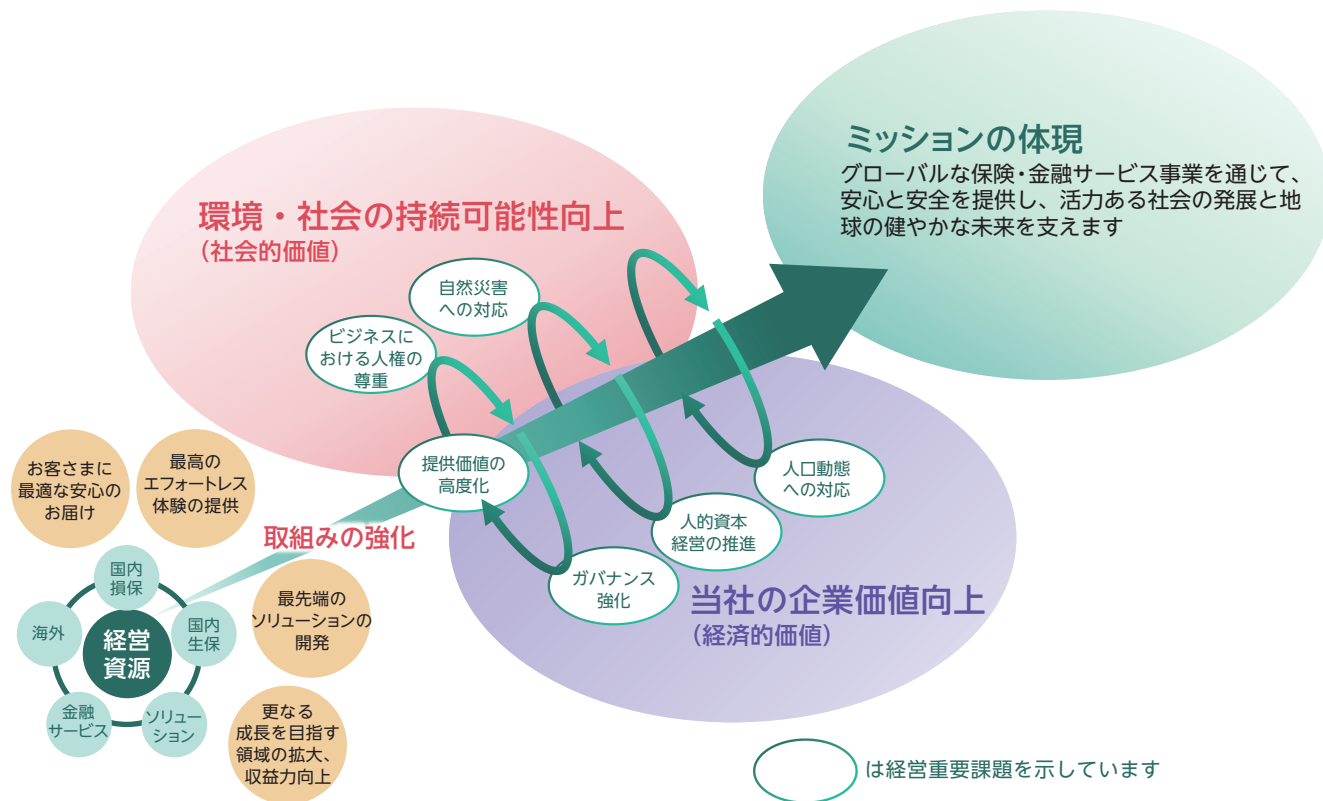 ミッションの体現
グローバルな保険・金融サービス事業を通じて、
安心と安全を提供し、活力ある社会の発展と地
球の健やかな未来を支えます
環境・社会の持続可能性向上
(社会的価値)
自然災害
への対応
ビジネスに
おける人権の
尊重
提供価値の
高度化
人口動態
への対応
人的資本
経営の推進
ガバナンス
強化
当社の企業価値向上
(経済的価値)
お客さまに
最適な安心の
お届け
最高の
エフォートレス
体験の提供
取組みの強化
国内
損保
海外
経営
資源
国内
生保
金融
サービス
ソリュー
ション
最先端の
ソリューションの
開発
更なる
成長を目指す
領域の拡大、
収益力向上
は経営重要課題を示しています